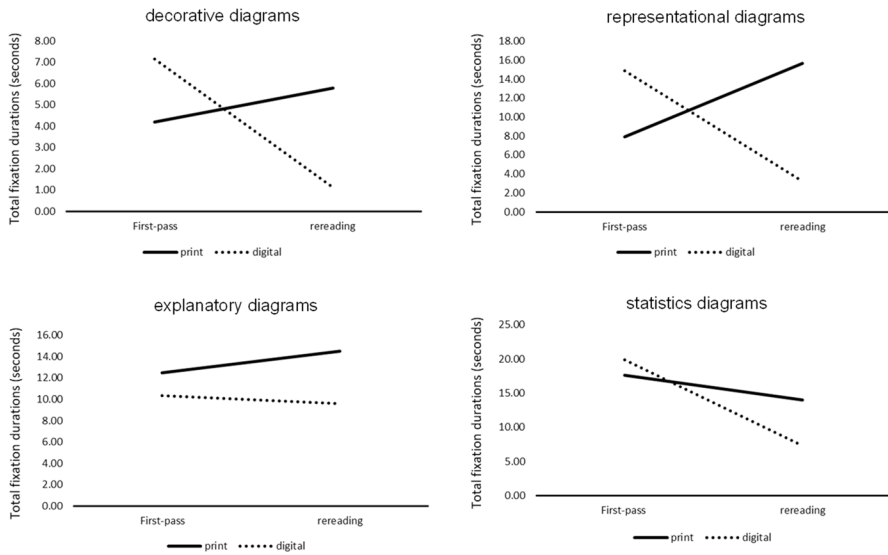 decorative diagrams
Total fixation durations (seconds)
8.00
7.00
6.00
5.00
4.00
3.00
2.00
1.00
0.00
First-pass rereading
print digital
representational diagrams
Total fixation durations (seconds)
18.00
16.00
14.00
12.00
10.00
8.00
6.00
4.00
2.00
0.00
First-pass rereading
print digital
explanatory diagrams
Total fixation durations (seconds)
16.00
14.00
12.00
10.00
8.00
6.00
4.00
2.00
0.00
First-pass rereading
print digital
statistics diagrams
Total fixation durations (seconds)
25.00
20.00
15.00
10.00
5.00
0.00
First-pass rereading
print digital